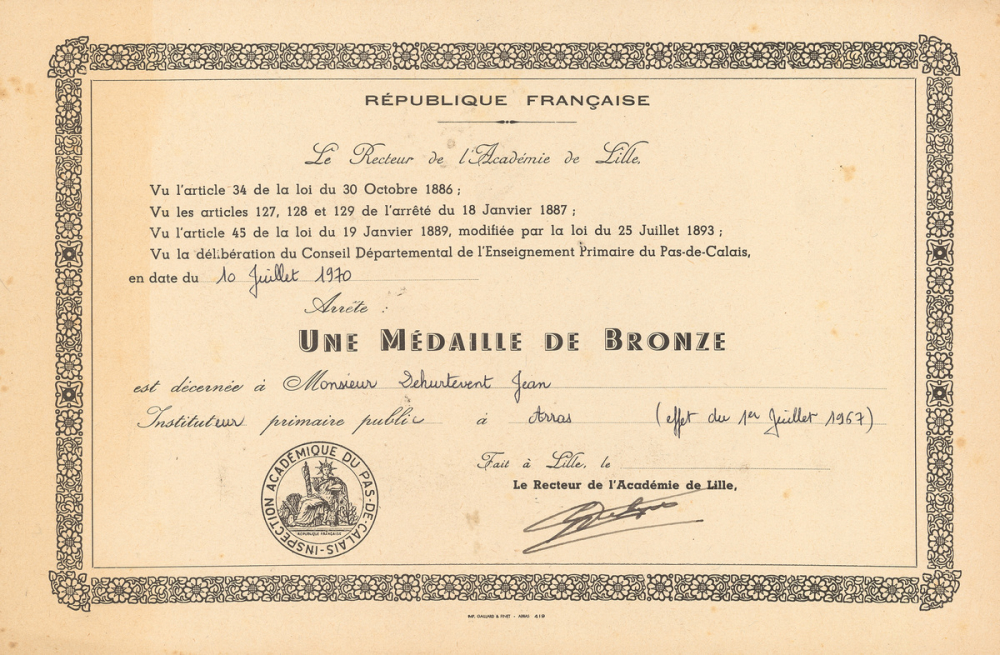 RÉPUBLIQUE FRANÇAISE
Le Recteur de l'Académie de Lille,
Vu l'article 34 de la loi du 30 Octobre 1886 ;
Vu les articles 127, 128 et 129 de l'arrêté du 18 Janvier 1887 ;
Vu l'article 45 de la loi du 19 Janvier 1889, modifiée par la loi du 25 Juillet 1893 ;
Vu la délibération du Conseil Départemental de l'Enseignement Primaire du Pas-de-Calais,
en date du 10 Juillet 1970
Arrête :
UNE MÉDAILLE DE BRONZE
est décernée à Monsieur Dehurtevent Jean
Instituteur primaire public à Arras (effet du 1er Juillet 1967)
Fait à Lille, le
Le Recteur de l'Académie de Lille,
INSPECTION ACADÉMIQUE DU PAS-DE-CALAIS
RÉPUBLIQUE FRANÇAISE
IMP. & - ARRAS 419